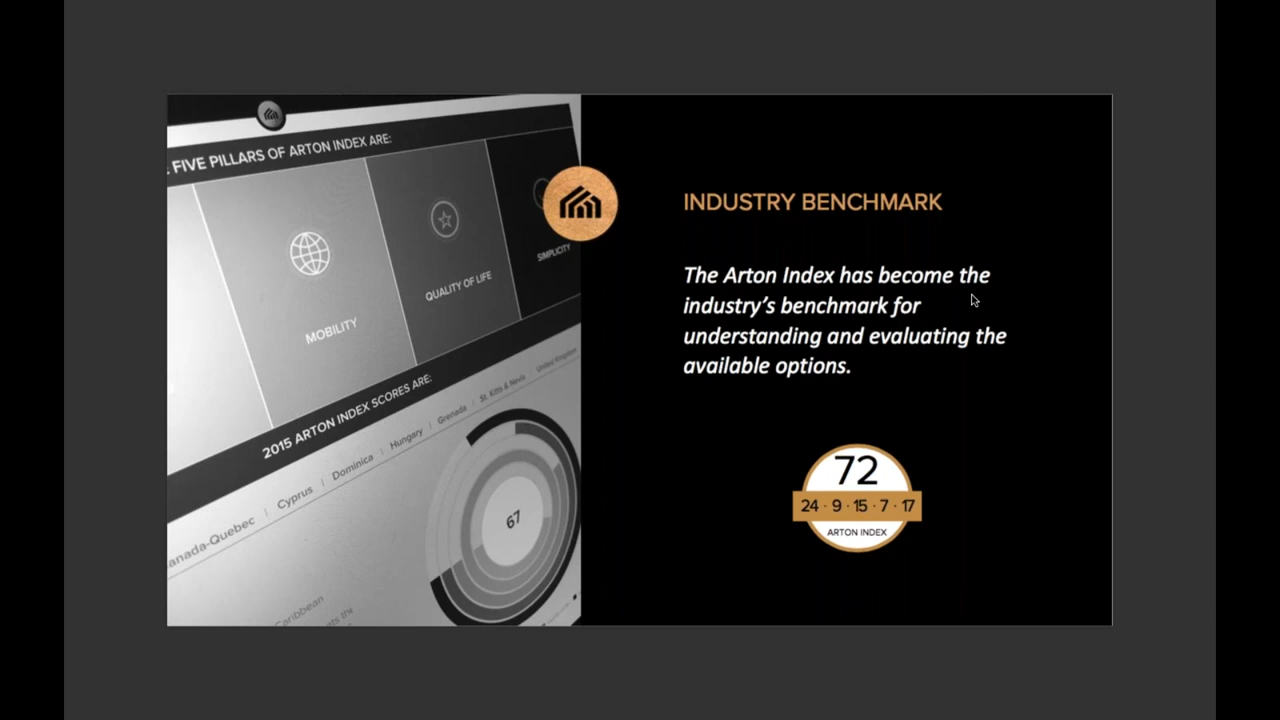 FIVE PILLARS OF ARTON INDEX ARE:
MOBILITY
QUALITY OF LIFE
SIMPLICITY
2015 ARTON INDEX SCORES ARE:
anada-Quebec | Cyprus | Dominica | Hungary | Grenada | St. Kitts & Nevis | United Kingdom
67
Caribbean
ets the
INDUSTRY BENCHMARK
The Arton Index has become the
industry's benchmark for
understanding and evaluating the
available options.
72
24 · 9 · 15 · 7 · 17
ARTON INDEX